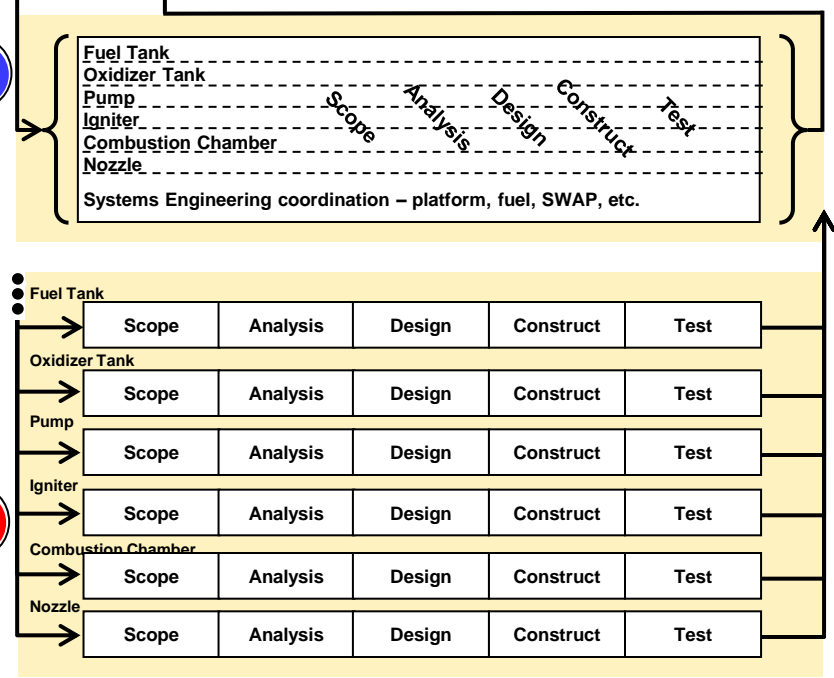 Fuel Tank
Oxidizer Tank
Pump
Igniter
Combustion Chamber
Nozzle
Scope
Analysis
Design
Construct
Test
Systems Engineering coordination – platform, fuel, SWAP, etc.
Fuel Tank
Scope Analysis Design Construct Test
Oxidizer Tank
Scope Analysis Design Construct Test
Pump
Scope Analysis Design Construct Test
Igniter
Scope Analysis Design Construct Test
Combustion Chamber
Scope Analysis Design Construct Test
Nozzle
Scope Analysis Design Construct Test